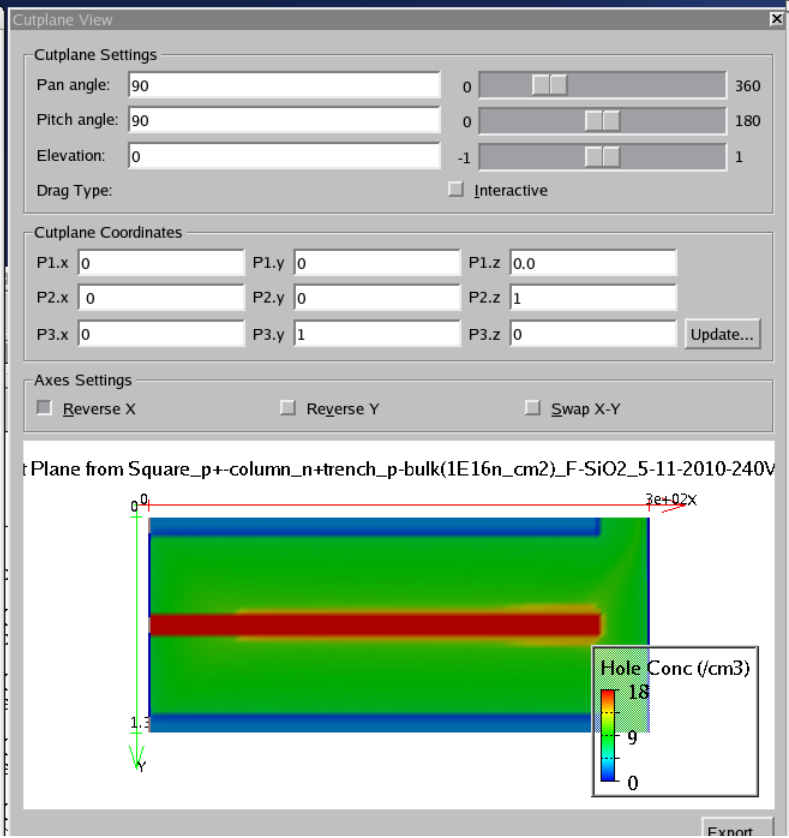 Cutplane View
Cutplane Settings
Pan angle: 90 0 360
Pitch angle: 90 0 180
Elevation: 0 -1 1
Drag Type: Interactive
Cutplane Coordinates
P1.x 0 P1.y 0 P1.z 0.0
P2.x 0 P2.y 0 P2.z 1
P3.x 0 P3.y 1 P3.z 0 Update...
Axes Settings
Reverse X Reverse Y Swap X-Y
t Plane from Square_p+-column_n+trench_p-bulk(1E16n_cm2)_F-SiO2_5-11-2010-240V
0 0 3e+02X
Hole Conc (/cm3)
18
1.3 9
Y 0
Export...